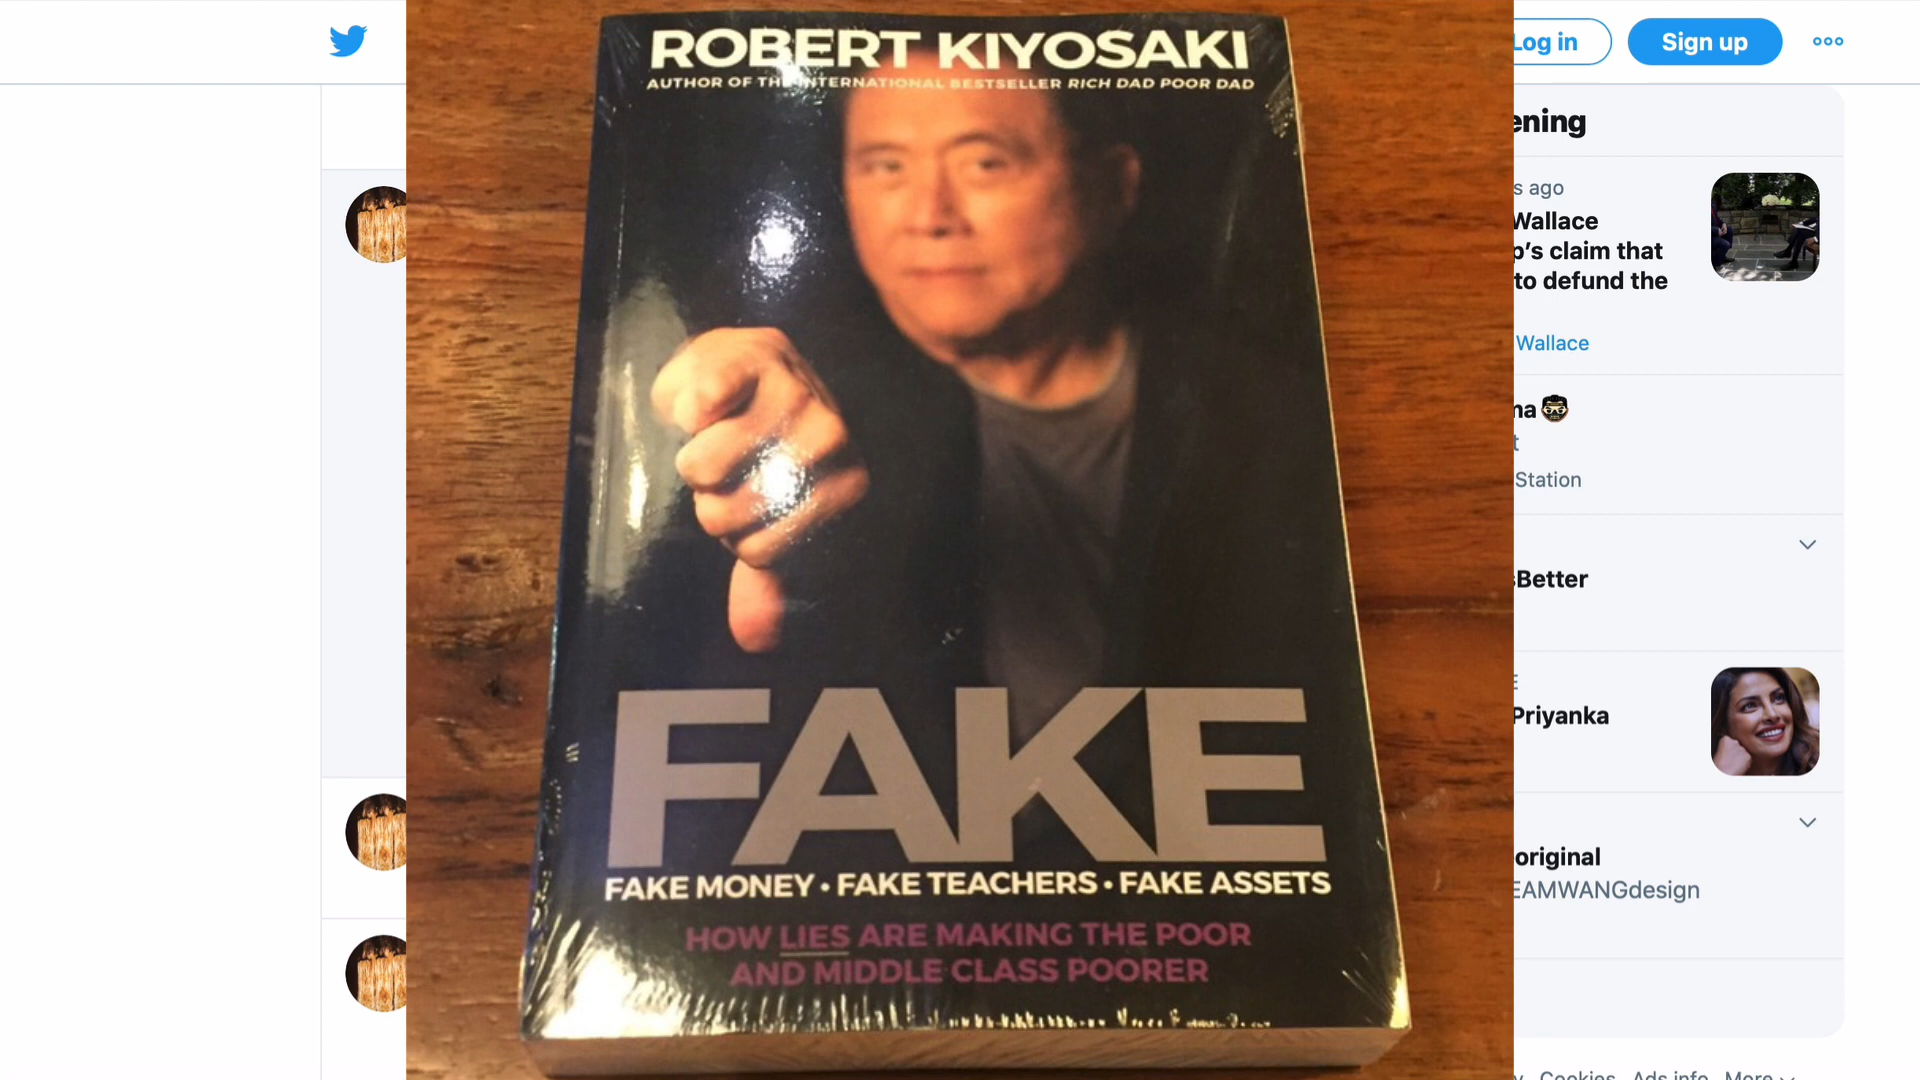 ROBERT KIYOSAKI
AUTHOR OF THE INTERNATIONAL BESTSELLER RICH DAD POOR DAD
FAKE
FAKE MONEY • FAKE TEACHERS • FAKE ASSETS
HOW LIES ARE MAKING THE POOR
AND MIDDLE CLASS POORER
Log in
Sign up
ening
s ago
Wallace
p's claim that
to defund the
Wallace
na
t
Station
sBetter
E
Priyanka
original
EAMWANGdesign
y Cookies Ads info More